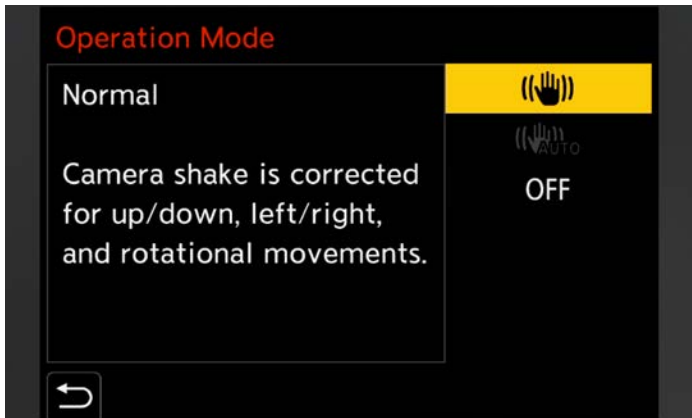 Operation Mode
Normal
Camera shake is corrected
for up/down, left/right,
and rotational movements.
AUTO
OFF